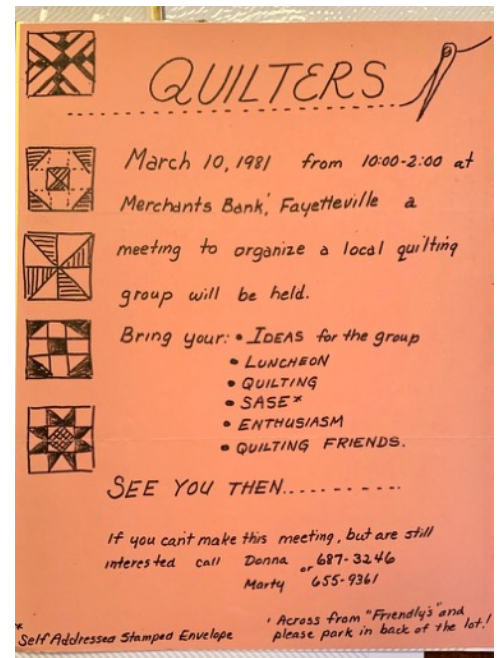 QUILTERS
March 10, 1981 from 10:00-2:00 at
Merchants Bank,' Fayetteville a
meeting to organize a local quilting
group will be held.
Bring your: • IDEAS for the group
• LUNCHEON
• QUILTING
• SASE*
• ENTHUSIASM
• QUILTING FRIENDS.
SEE YOU THEN..........
If you can't make this meeting, but are still
interested call Donna or 687-3246
Marty 655-9361
* Self Addressed Stamped Envelope
' Across from "Friendly's" and
please park in back of the lot.!